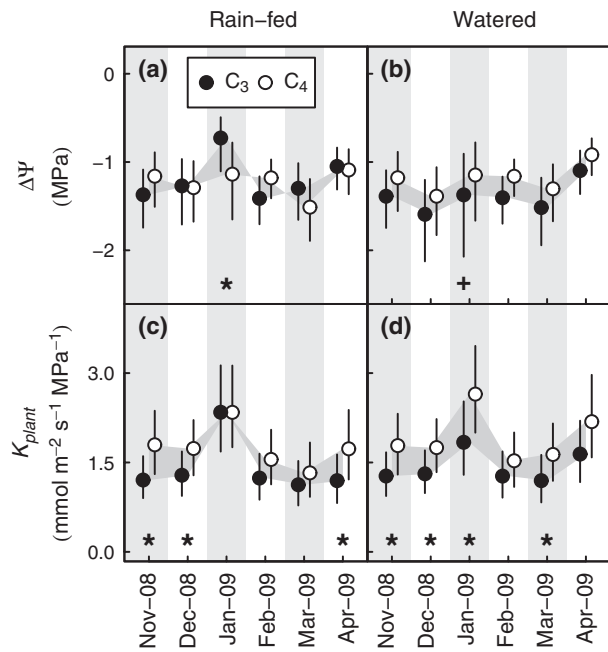 Rain−fed Watered
(a) (b)
C3 C4
0
−1
−2
ΔΨ
(MPa)
*
+
(c) (d)
3.0
1.5
0.0
Kplant
(mmol m−2 s−1 MPa−1)
* * *
* * * *
Nov−08 Dec−08 Jan−09 Feb−09 Mar−09 Apr−09
Nov−08 Dec−08 Jan−09 Feb−09 Mar−09 Apr−09